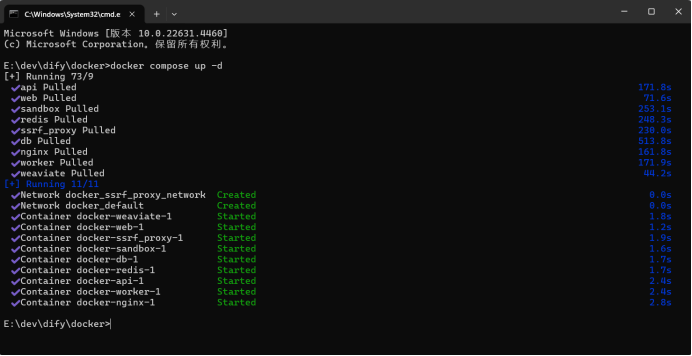 C:\Windows\System32\cmd.e
Microsoft Windows [版本 10.0.22631.4460]
(c) Microsoft Corporation。保留所有权利。
E:\dev\dify\docker>docker compose up -d
[+] Running 73/9
✔api Pulled 171.8s
✔web Pulled 71.6s
✔sandbox Pulled 253.1s
✔redis Pulled 248.3s
✔ssrf_proxy Pulled 230.0s
✔db Pulled 513.8s
✔nginx Pulled 161.8s
✔worker Pulled 171.9s
✔weaviate Pulled 44.2s
[+] Running 11/11
✔Network docker_ssrf_proxy_network Created 0.0s
✔Network docker_default Created 0.0s
✔Container docker-weaviate-1 Started 1.8s
✔Container docker-web-1 Started 1.2s
✔Container docker-ssrf_proxy-1 Started 1.9s
✔Container docker-sandbox-1 Started 1.6s
✔Container docker-db-1 Started 1.7s
✔Container docker-redis-1 Started 1.7s
✔Container docker-api-1 Started 2.4s
✔Container docker-worker-1 Started 2.4s
✔Container docker-nginx-1 Started 2.8s
E:\dev\dify\docker>